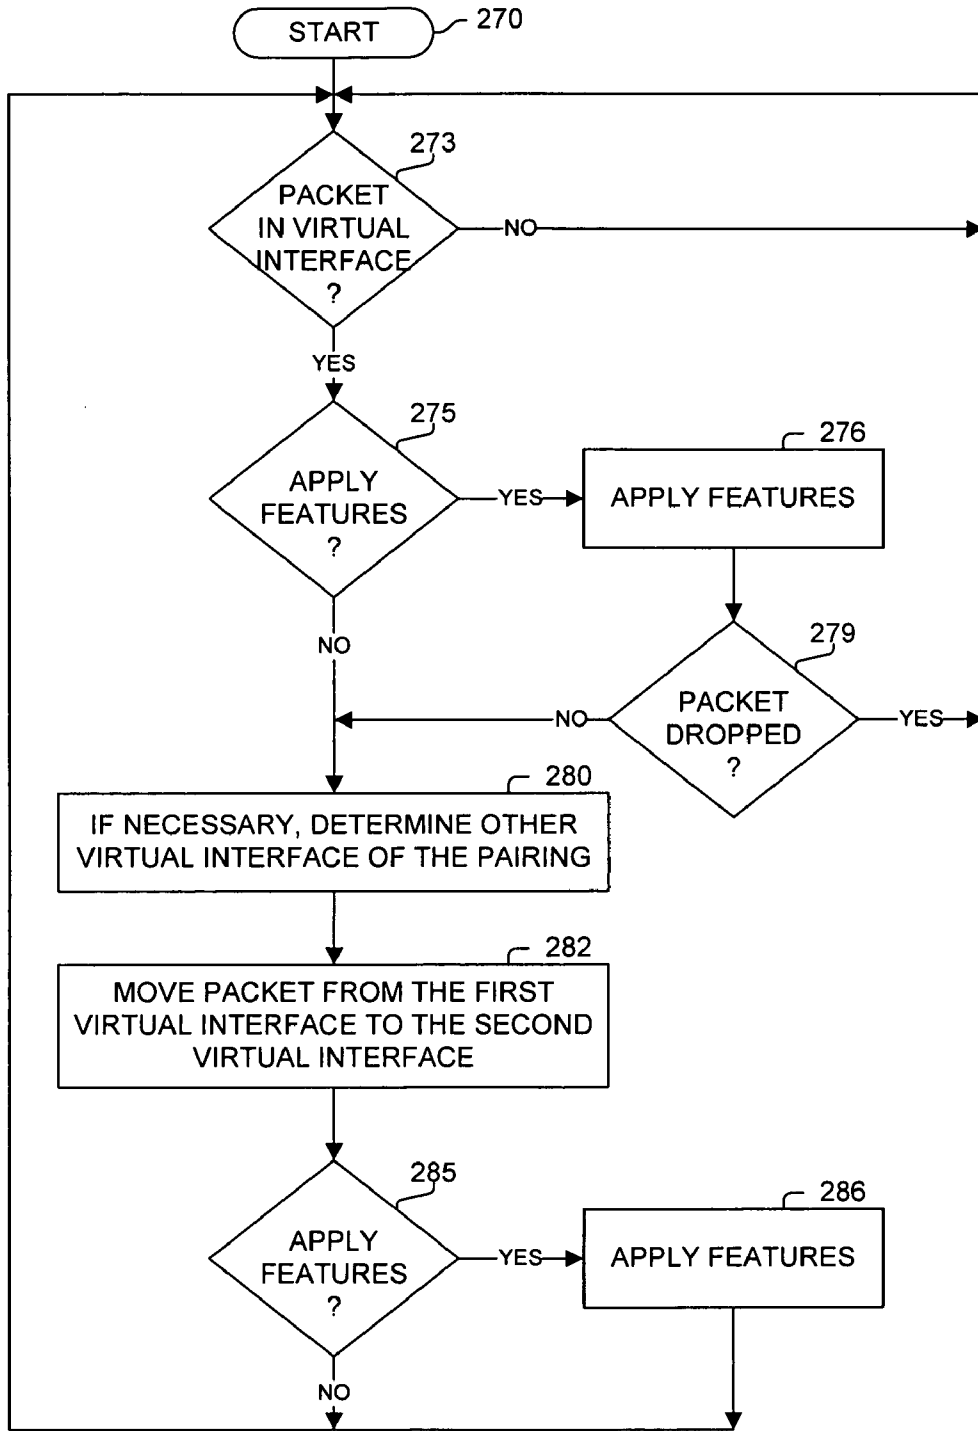 START
270
273
PACKET
IN VIRTUAL
INTERFACE
?
NO
YES
275
APPLY
FEATURES
?
YES
276
APPLY FEATURES
NO
279
PACKET
DROPPED
?
NO
YES
280
IF NECESSARY, DETERMINE OTHER
VIRTUAL INTERFACE OF THE PAIRING
282
MOVE PACKET FROM THE FIRST
VIRTUAL INTERFACE TO THE SECOND
VIRTUAL INTERFACE
285
APPLY
FEATURES
?
YES
286
APPLY FEATURES
NO